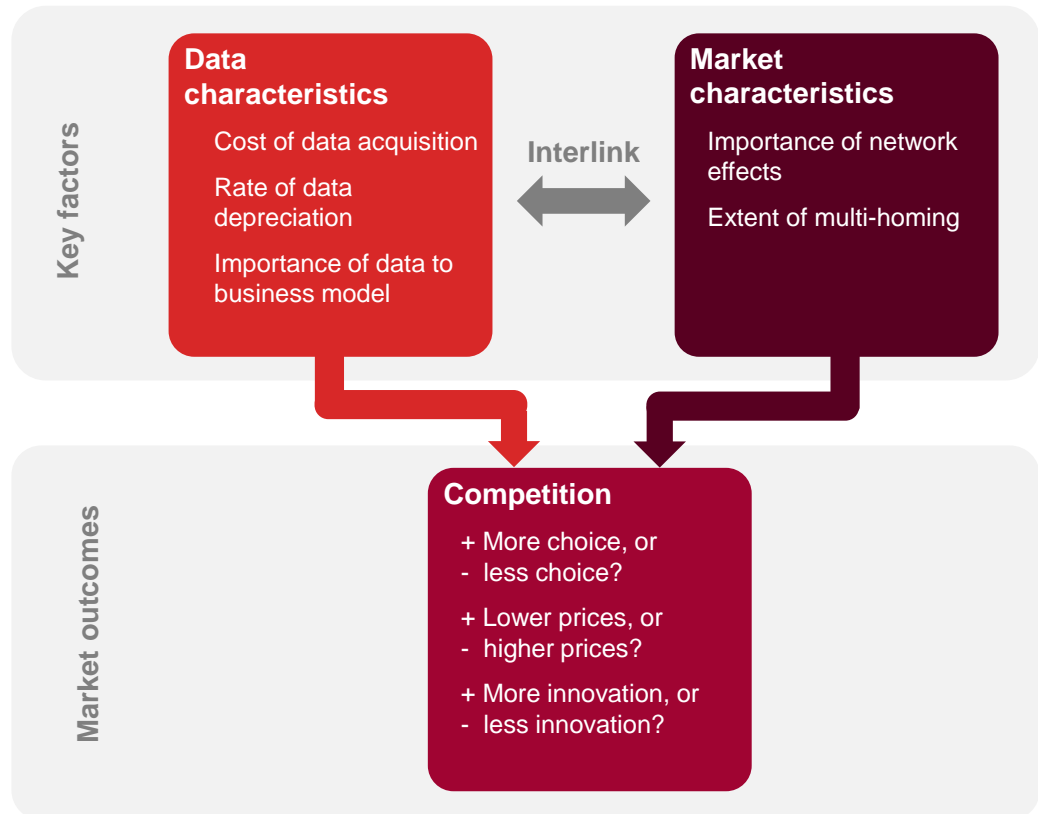 Key factors
Data
characteristics
Cost of data acquisition
Rate of data
depreciation
Importance of data to
business model
Interlink
Market
characteristics
Importance of network
effects
Extent of multi-homing
Market outcomes
Competition
+ More choice, or
- less choice?
+ Lower prices, or
- higher prices?
+ More innovation, or
- less innovation?